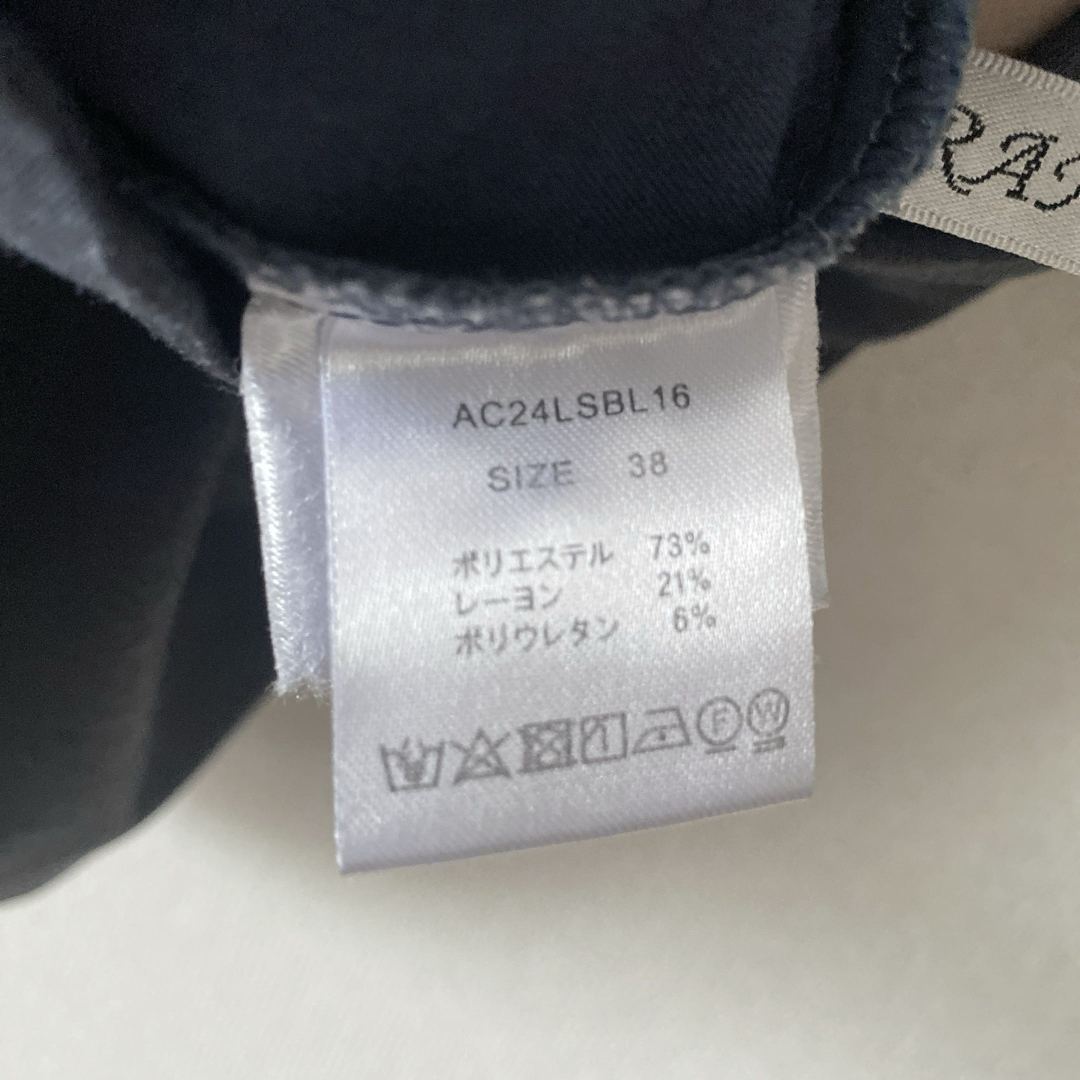 AC24LSBL16
SIZE 38
ポリエステル 73%
レーヨン 21%
ポリウレタン 6%
F W